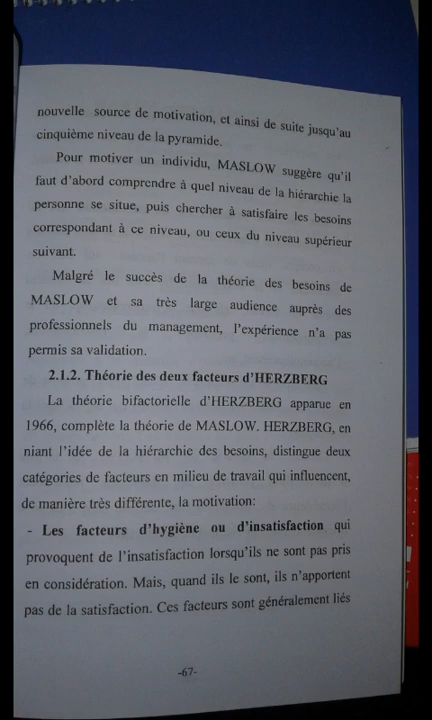 nouvelle source de motivation, et ainsi de suite jusqu'au
cinquième niveau de la pyramide.
Pour motiver un individu, MASLOW suggère qu'il
faut d'abord comprendre à quel niveau de la hiérarchie la
personne se situe, puis chercher à satisfaire les besoins
correspondant à ce niveau, ou ceux du niveau supérieur
suivant.
Malgré le succès de la théorie des besoins de
MASLOW et sa très large audience auprès des
professionnels du management, l'expérience n'a pas
permis sa validation.
2.1.2. Théorie des deux facteurs d'HERZBERG
La théorie bifactorielle d'HERZBERG apparue en
1966, complète la théorie de MASLOW. HERZBERG, en
niant l'idée de la hiérarchie des besoins, distingue deux
catégories de facteurs en milieu de travail qui influencent,
de manière très différente, la motivation:
- Les facteurs d'hygiène ou d'insatisfaction qui
provoquent de l'insatisfaction lorsqu'ils ne sont pas pris
en considération. Mais, quand ils le sont, ils n'apportent
pas de la satisfaction. Ces facteurs sont généralement liés
-67-